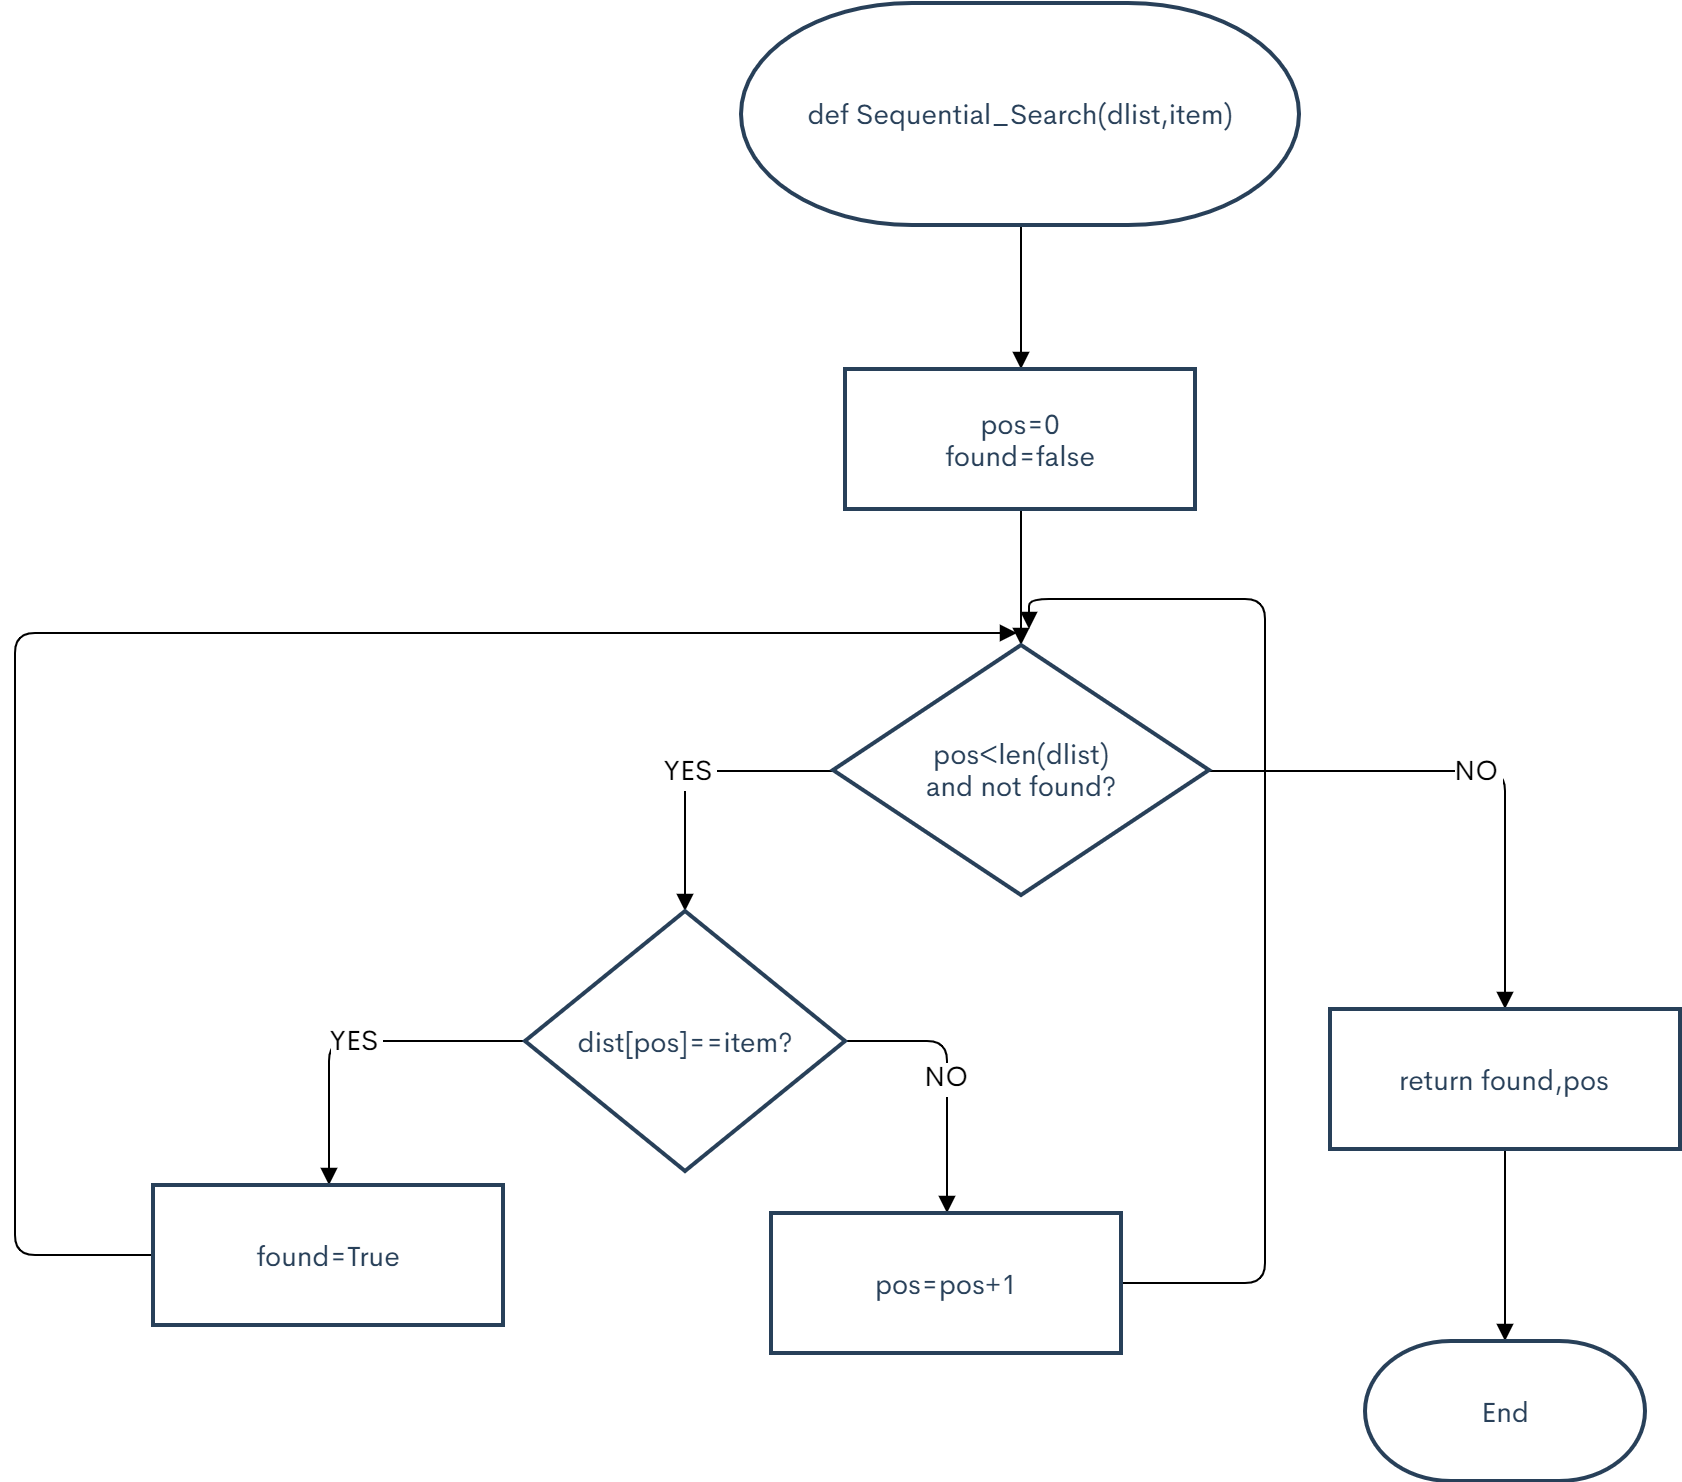 def Sequential_Search(dlist,item)
pos=0
found=false
pos<len(dlist)
and not found?
YES
NO
dist[pos]==item?
YES
NO
return found,pos
found=True
pos=pos+1
End